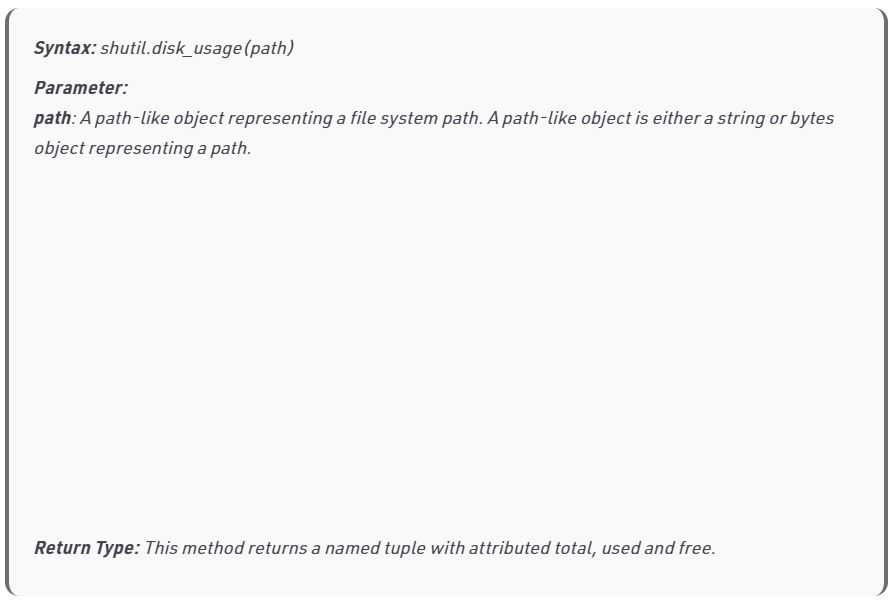 Syntax: shutil.disk_usage(path)
Parameter:
path: A path-like object representing a file system path. A path-like object is either a string or bytes
object representing a path.
Return Type: This method returns a named tuple with attributed total, used and free.